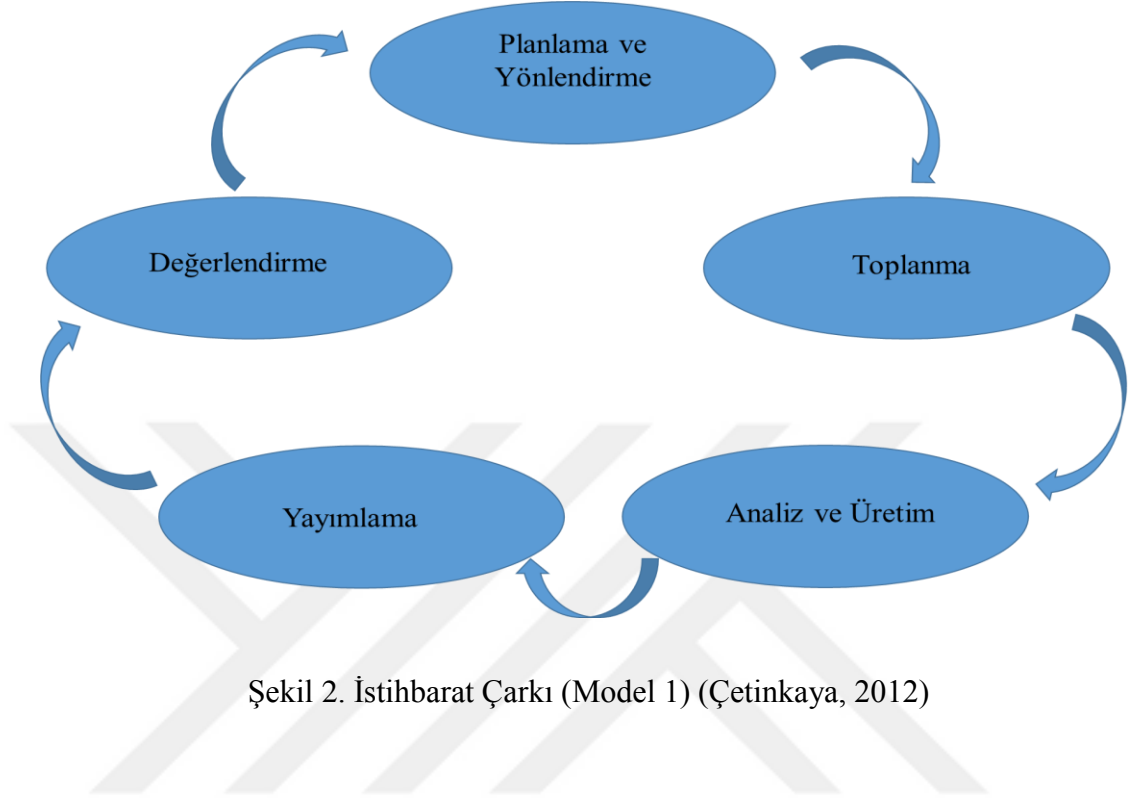 Planlama ve
Yönlendirme
Değerlendirme
Toplanma
Yayımlama
Analiz ve Üretim
Şekil 2. İstihbarat Çarkı (Model 1) (Çetinkaya, 2012)